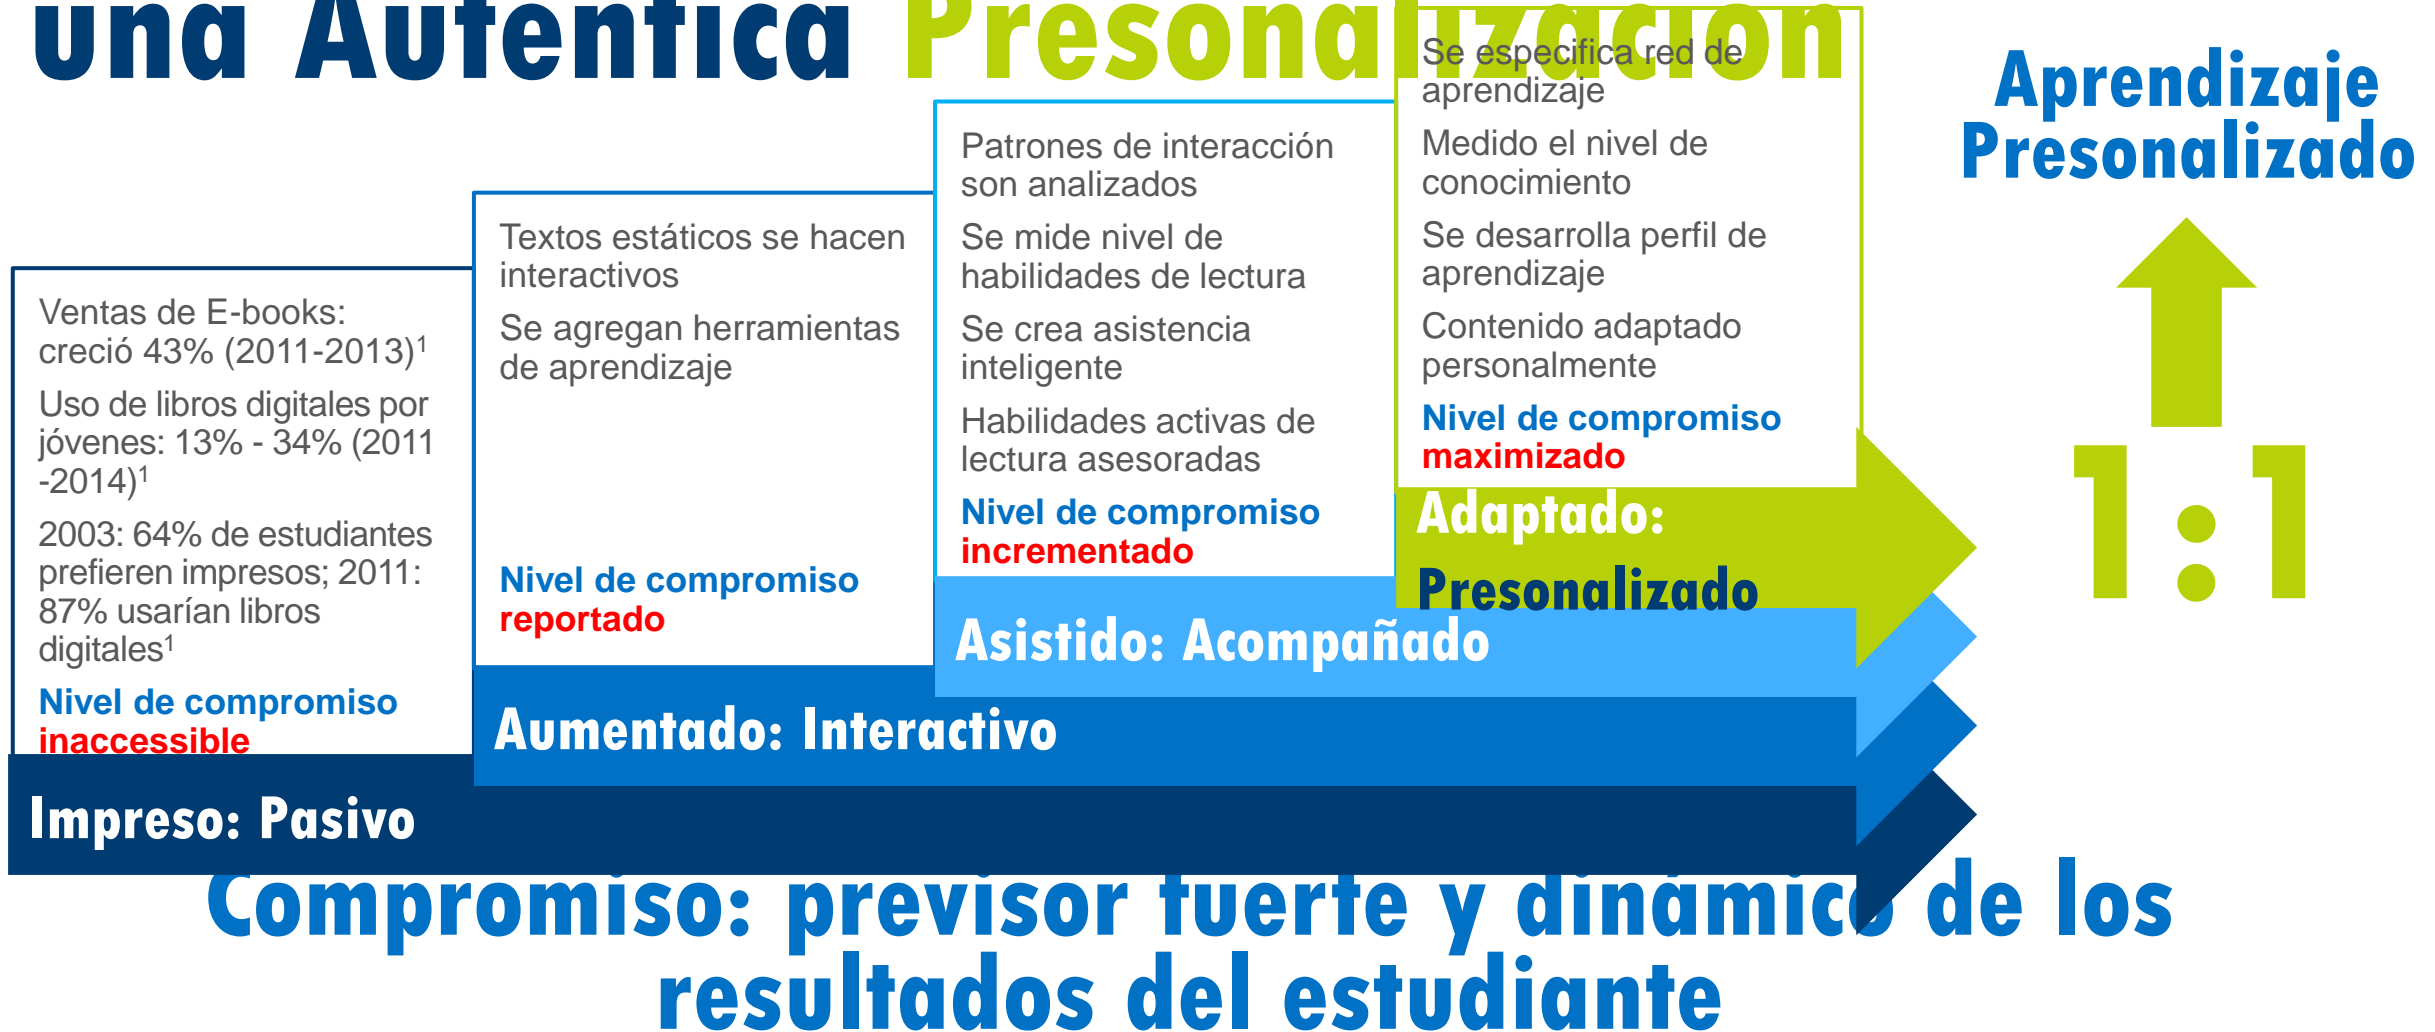 una Autentica Presonalización
Ventas de E-books:
creció 43% (2011-2013)1
Uso de libros digitales por
jóvenes: 13% - 34% (2011
-2014)1
2003: 64% de estudiantes
prefieren impresos; 2011:
87% usarían libros
digitales1
Nivel de compromiso
inaccessible
Impreso: Pasivo
Textos estáticos se hacen
interactivos
Se agregan herramientas
de aprendizaje
Nivel de compromiso
reportado
Aumentado: Interactivo
Patrones de interacción
son analizados
Se mide nivel de
habilidades de lectura
Se crea asistencia
inteligente
Habilidades activas de
lectura asesoradas
Nivel de compromiso
incrementado
Asistido: Acompañado
Se especifica red de
aprendizaje
Medido el nivel de
conocimiento
Se desarrolla perfil de
aprendizaje
Contenido adaptado
personalmente
Nivel de compromiso
maximizado
Adaptado:
Presonalizado
Aprendizaje
Presonalizado
1:1
Compromiso: previsor fuerte y dinámico de los
resultados del estudiante